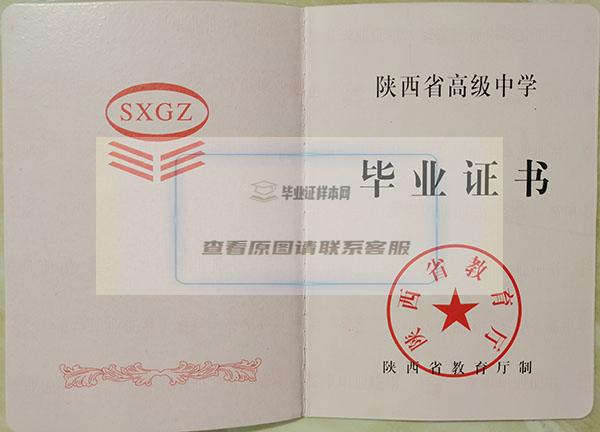 SXGZ
陕西省高级中学
毕业证书
毕业证样本网
查看原图请联系客服
陕西省教育厅
陕西省教育厅制